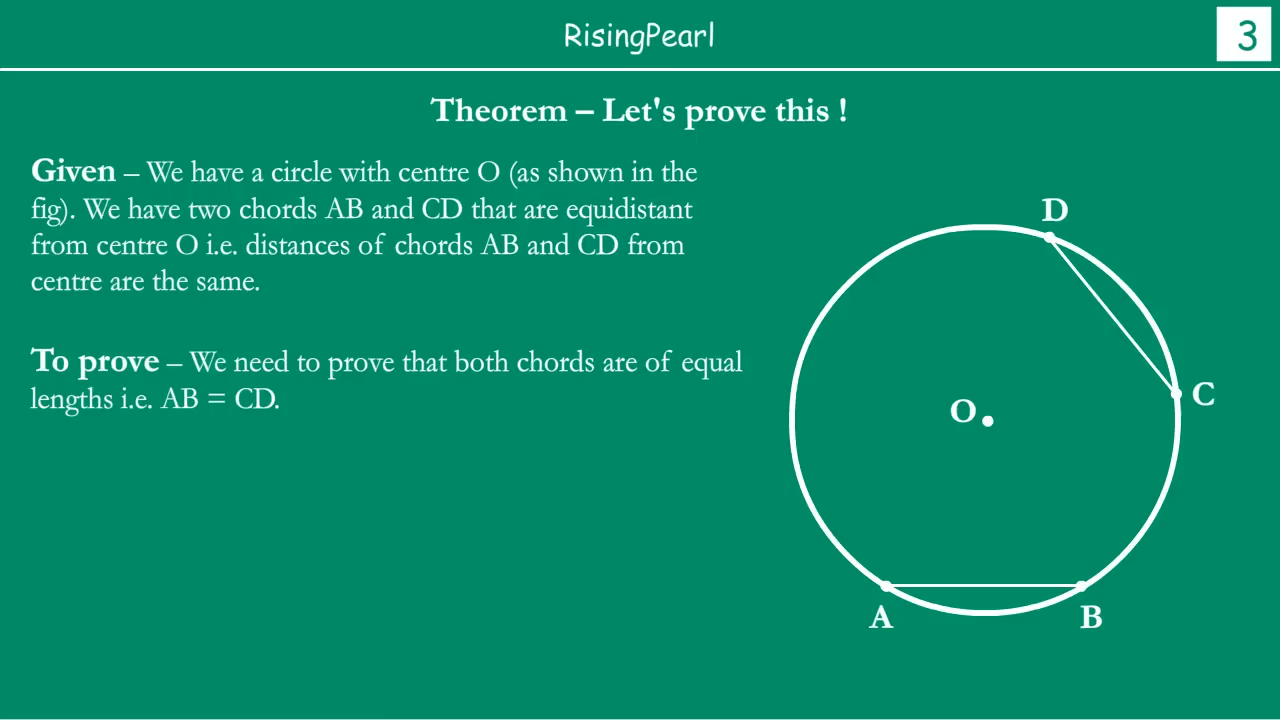 RisingPearl
3
Theorem – Let's prove this !
Given – We have a circle with centre O (as shown in the
fig). We have two chords AB and CD that are equidistant
from centre O i.e. distances of chords AB and CD from
centre are the same.
To prove – We need to prove that both chords are of equal
lengths i.e. AB = CD.
D
C
O
A
B